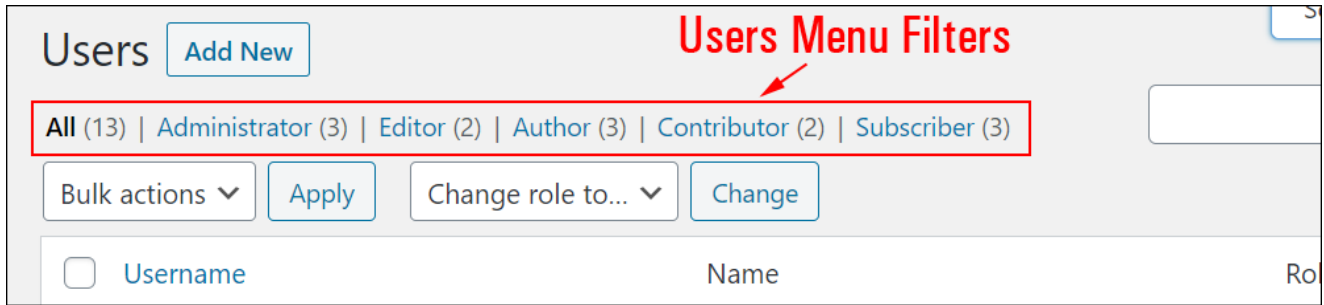 Users Menu Filters
Users Add New
All (13) | Administrator (3) | Editor (2) | Author (3) | Contributor (2) | Subscriber (3)
Bulk actions Apply Change role to... Change
Username Name